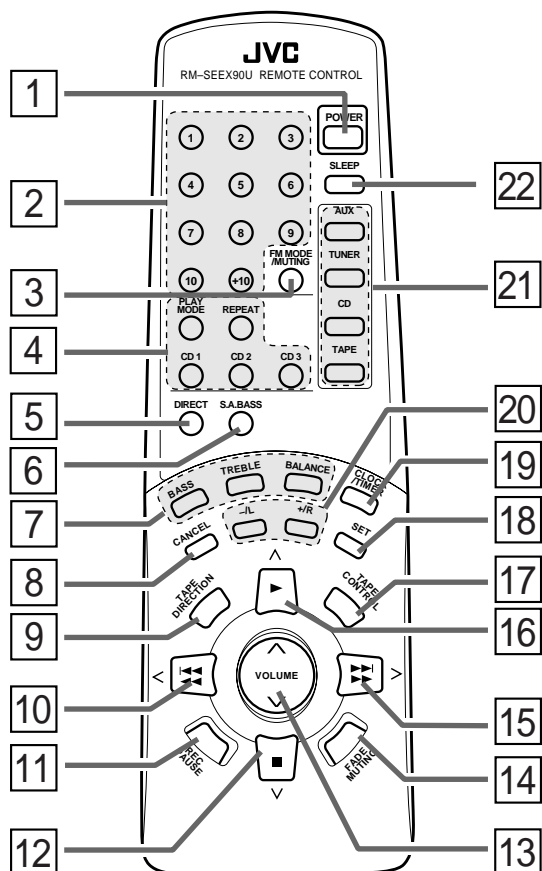 JVC
RM–SEEX90U REMOTE CONTROL
1
POWER
1 2 3
SLEEP
22
4 5 6
2
AUX
7 8 9
TUNER
FM MODE
/MUTING
3
10 +10
21
CD
PLAY
MODE
REPEAT
4
TAPE
CD 1 CD 2 CD 3
5
DIRECT S.A.BASS
20
6
19
BASS TREBLE BALANCE
CLOCK
/TIMER
7
–/L +/R
SET
18
8
CANCEL
TAPE
DIRECTION
TAPE
CONTROL
17
9
16
10
VOLUME
15
11
REC
PAUSE
FADE
MUTING
14
12
13